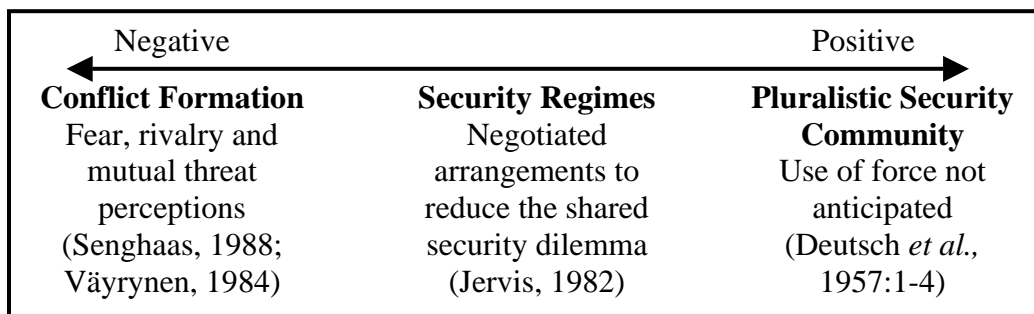 Negative Positive
Conflict Formation
Fear, rivalry and
mutual threat
perceptions
(Senghaas, 1988;
Väyrynen, 1984)
Security Regimes
Negotiated
arrangements to
reduce the shared
security dilemma
(Jervis, 1982)
Pluralistic Security
Community
Use of force not
anticipated
(Deutsch et al.,
1957:1-4)